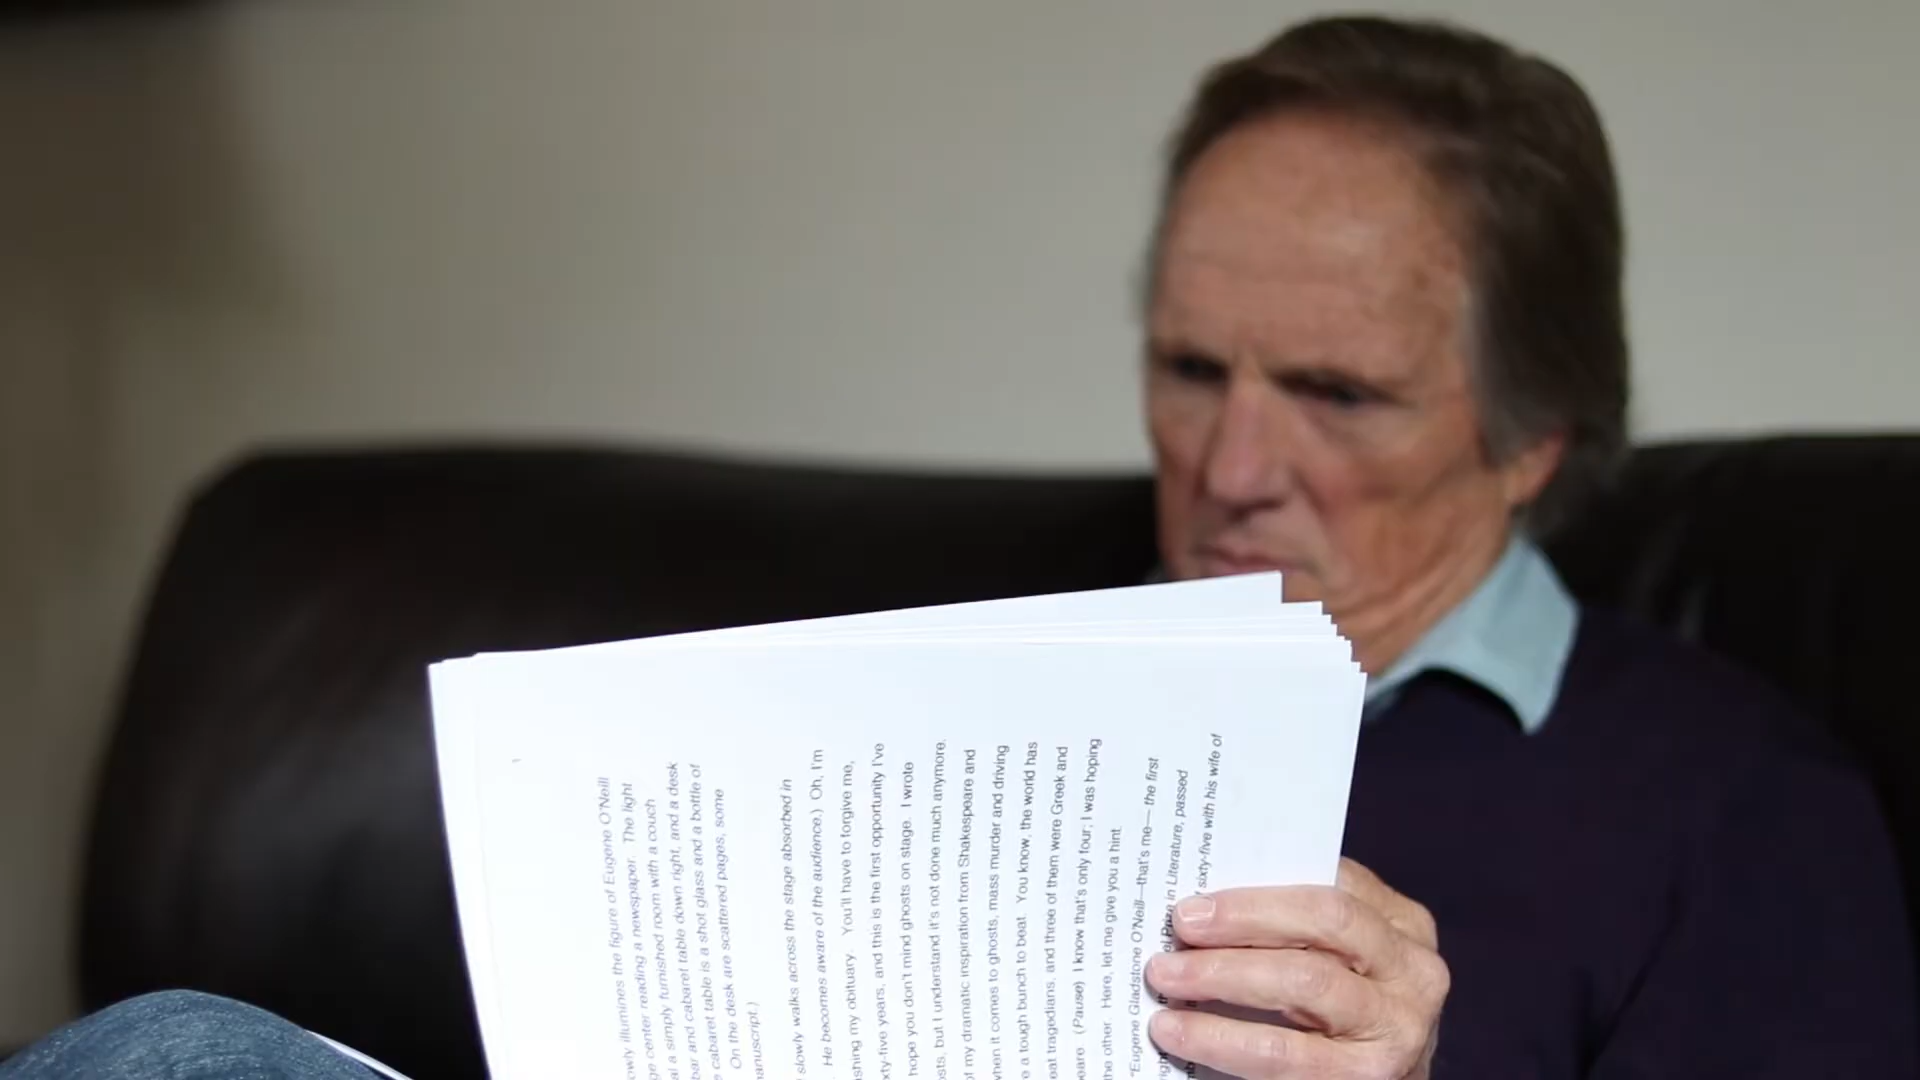 owly illumines the figure of Eugene O'Neill
ge center reading a newspaper. The light
al a simply furnished room with a couch
bar and cabaret table down right, and a desk
e cabaret table is a shot glass and a bottle of
On the desk are scattered pages, some
nanuscript.)
l slowly walks across the stage absorbed in
. He becomes aware of the audience.) Oh, I'm
shing my obituary. You'll have to forgive me,
xty-five years, and this is the first opportunity I've
hope you don't mind ghosts on stage. I wrote
osts, but I understand it's not done much anymore.
of my dramatic inspiration from Shakespeare and
when it comes to ghosts, mass murder and driving
e a tough bunch to beat. You know, the world has
eat tragedians, and three of them were Greek and
eare. (Pause) I know that's only four; I was hoping
the other. Here, let me give you a hint.
"Eugene Gladstone O'Neill—that's me— the first
el Prize in Literature, passed
sixty-five with his wife of